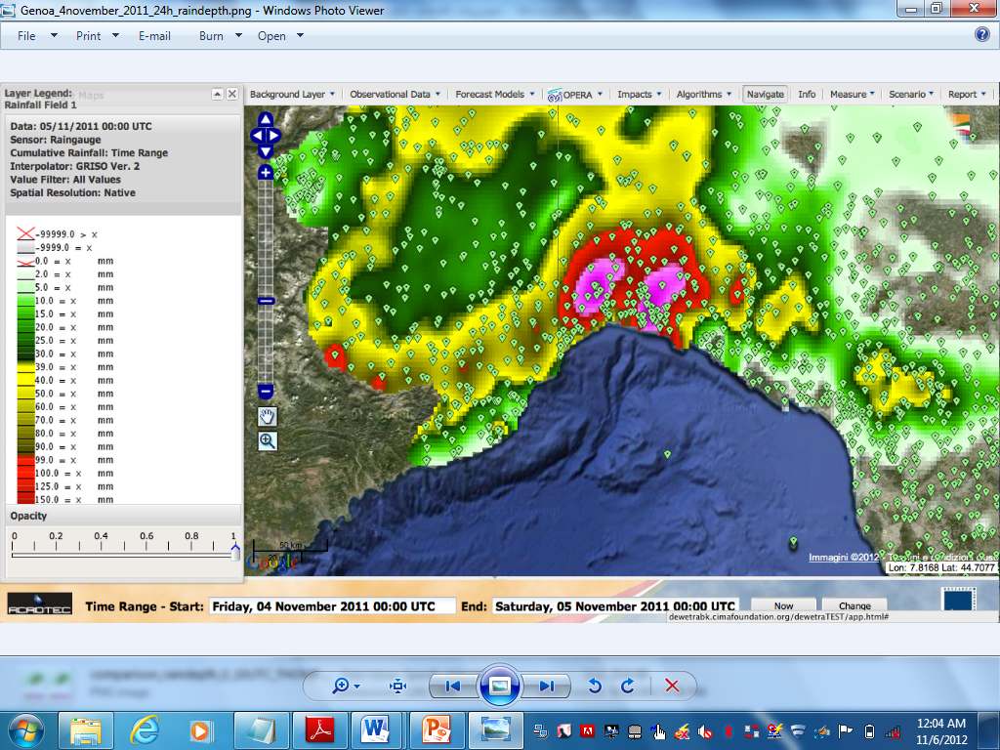 Genoa_4november_2011_24h_raindepth.png - Windows Photo Viewer
File Print E-mail Burn Open
Layer Legend:
Rainfall Field 1
Maps
Background Layer Observational Data Forecast Models OPERA Impacts Algorithms Navigate Info Measure Scenario Report
Data: 05/11/2011 00:00 UTC
Sensor: Raingauge
Cumulative Rainfall: Time Range
Interpolator: GRISO Ver. 2
Value Filter: All Values
Spatial Resolution: Native
-99999.0 > x
-9999.0 = x
0.0 = x mm
2.0 = x mm
5.0 = x mm
10.0 = x mm
15.0 = x mm
20.0 = x mm
25.0 = x mm
30.0 = x mm
39.0 = x mm
40.0 = x mm
50.0 = x mm
60.0 = x mm
70.0 = x mm
80.0 = x mm
90.0 = x mm
99.0 = x mm
100.0 = x mm
125.0 = x mm
150.0 = x mm
Opacity
0 0.2 0.4 0.6 0.8 1
50 km
20 mi
Google
Immagini ©2012 - Termini e condizioni d'uso
Lon: 7.8168 Lat: 44.7077
ACROTEC Time Range - Start: Friday, 04 November 2011 00:00 UTC End: Saturday, 05 November 2011 00:00 UTC Now Change
dewetrabk.cimafoundation.org/dewetraTEST/app.html#
PNG image
12:04 AM
11/6/2012